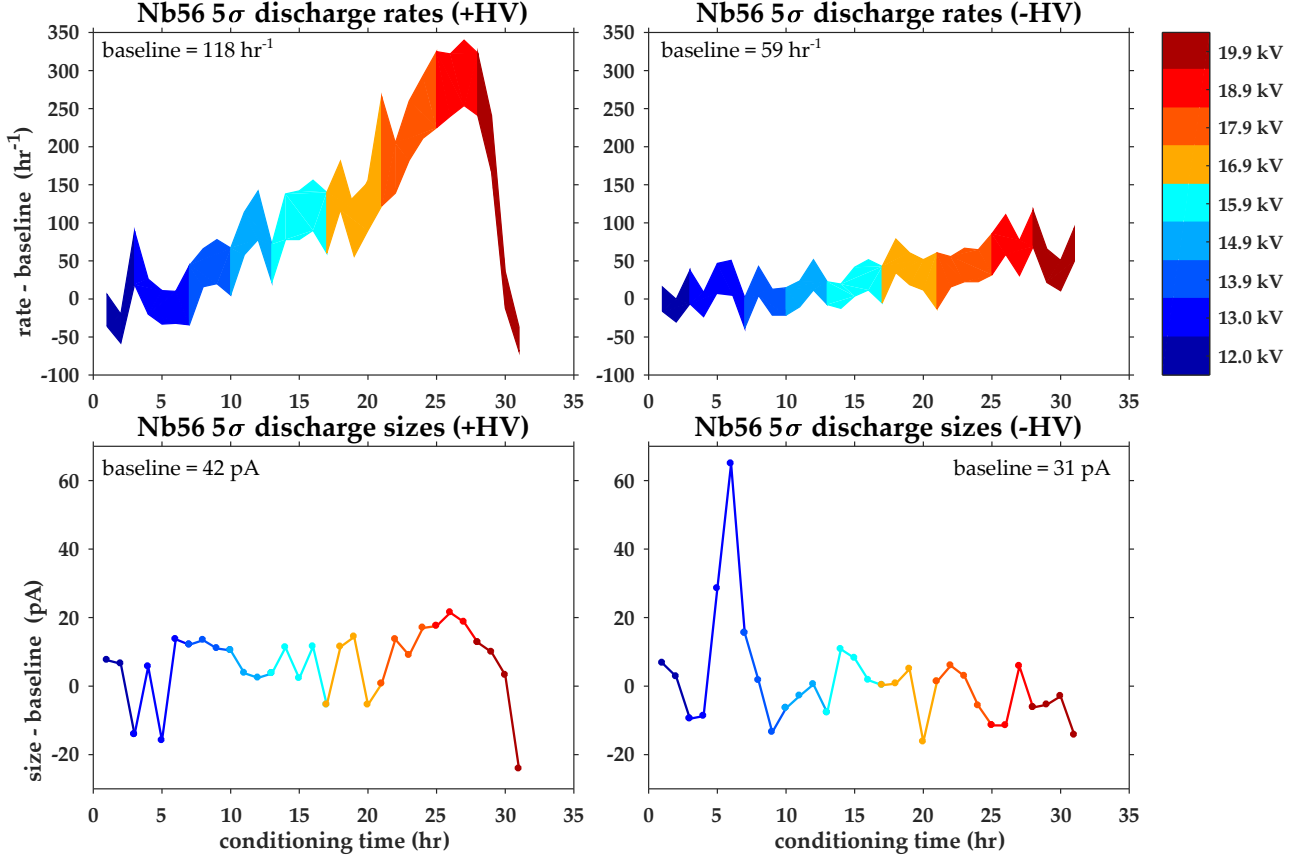 Nb56 5σ discharge rates (+HV)
baseline = 118 hr-1
rate - baseline (hr-1)
350
300
250
200
150
100
50
0
-50
-100
0 5 10 15 20 25 30 35
Nb56 5σ discharge rates (-HV)
baseline = 59 hr-1
350
300
250
200
150
100
50
0
-50
-100
0 5 10 15 20 25 30 35
19.9 kV
18.9 kV
17.9 kV
16.9 kV
15.9 kV
14.9 kV
13.9 kV
13.0 kV
12.0 kV
Nb56 5σ discharge sizes (+HV)
baseline = 42 pA
size - baseline (pA)
60
40
20
0
-20
0 5 10 15 20 25 30 35
conditioning time (hr)
Nb56 5σ discharge sizes (-HV)
baseline = 31 pA
60
40
20
0
-20
0 5 10 15 20 25 30 35
conditioning time (hr)